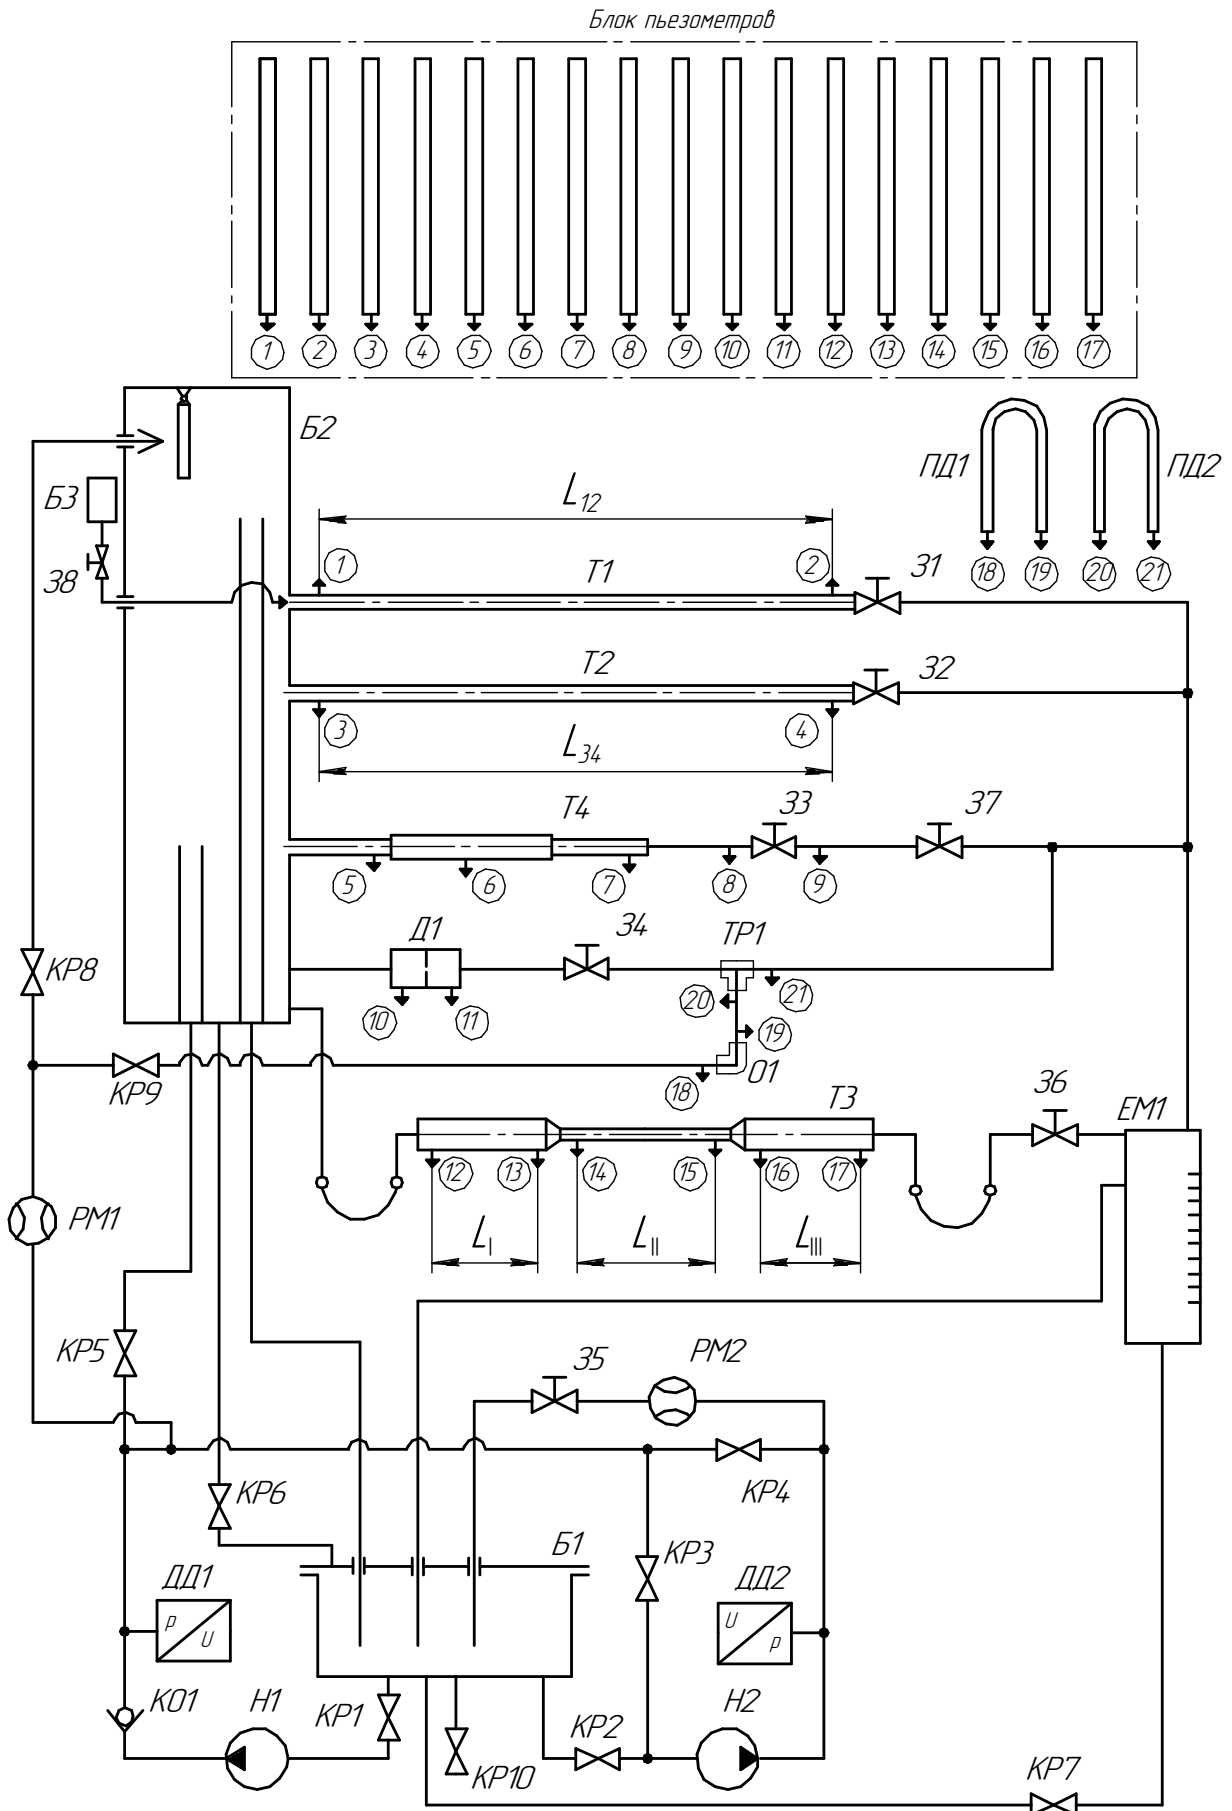 Блок пьезометров
1 2 3 4 5 6 7 8 9 10 11 12 13 14 15 16 17
Б2
ПД1
ПД2
Б3
L12
18 19 20 21
З8
1
Т1
2
З1
Т2
З2
3
4
L34
Т4
З3
З7
5
6
7
8
9
Д1
З4
ТР1
КР8
10
11
20
21
19
КР9
18
О1
Т3
З6
ЕМ1
12
13
14
15
16
17
РМ1
LI
LII
LIII
КР5
З5
РМ2
КР6
КР4
Б1
КР3
ДД1
ДД2
p
U
U
p
КО1
Н1
КР1
КР2
Н2
КР10
КР7